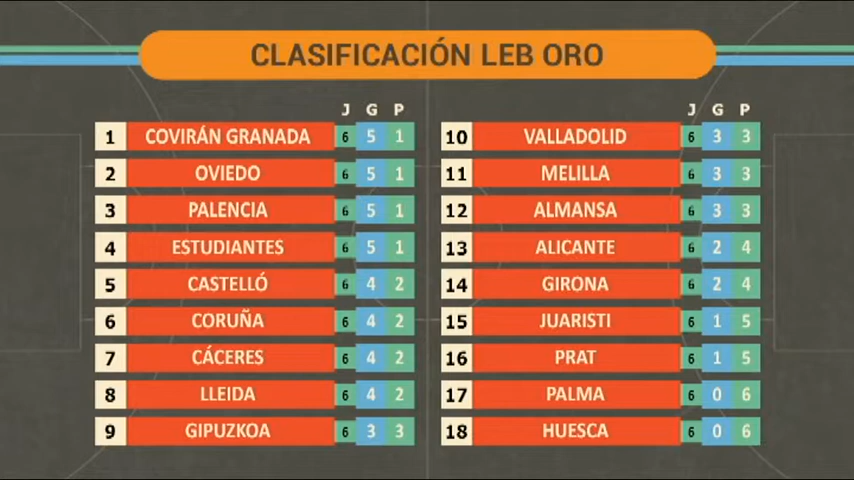 CLASIFICACIÓN LEB ORO
J G P
1 COVIRÁN GRANADA 6 5 1
2 OVIEDO 6 5 1
3 PALENCIA 6 5 1
4 ESTUDIANTES 6 5 1
5 CASTELLÓ 6 4 2
6 CORUÑA 6 4 2
7 CÁCERES 6 4 2
8 LLEIDA 6 4 2
9 GIPUZKOA 6 3 3
J G P
10 VALLADOLID 6 3 3
11 MELILLA 6 3 3
12 ALMANSA 6 3 3
13 ALICANTE 6 2 4
14 GIRONA 6 2 4
15 JUARISTI 6 1 5
16 PRAT 6 1 5
17 PALMA 6 0 6
18 HUESCA 6 0 6